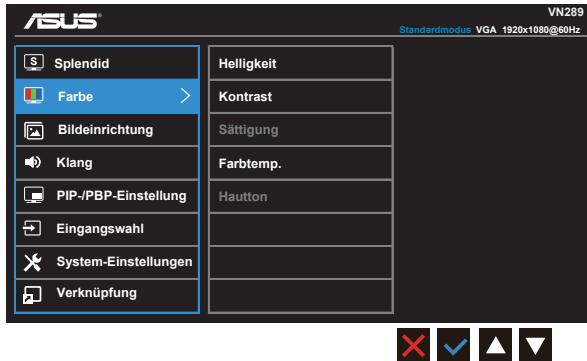 ASUS
VN289
Standardmodus VGA 1920x1080@60Hz
S Splendid
Farbe
Bildeinrichtung
Klang
PIP-/PBP-Einstellung
Eingangswahl
System-Einstellungen
Verknüpfung
Helligkeit
Kontrast
Sättigung
Farbtemp.
Hautton